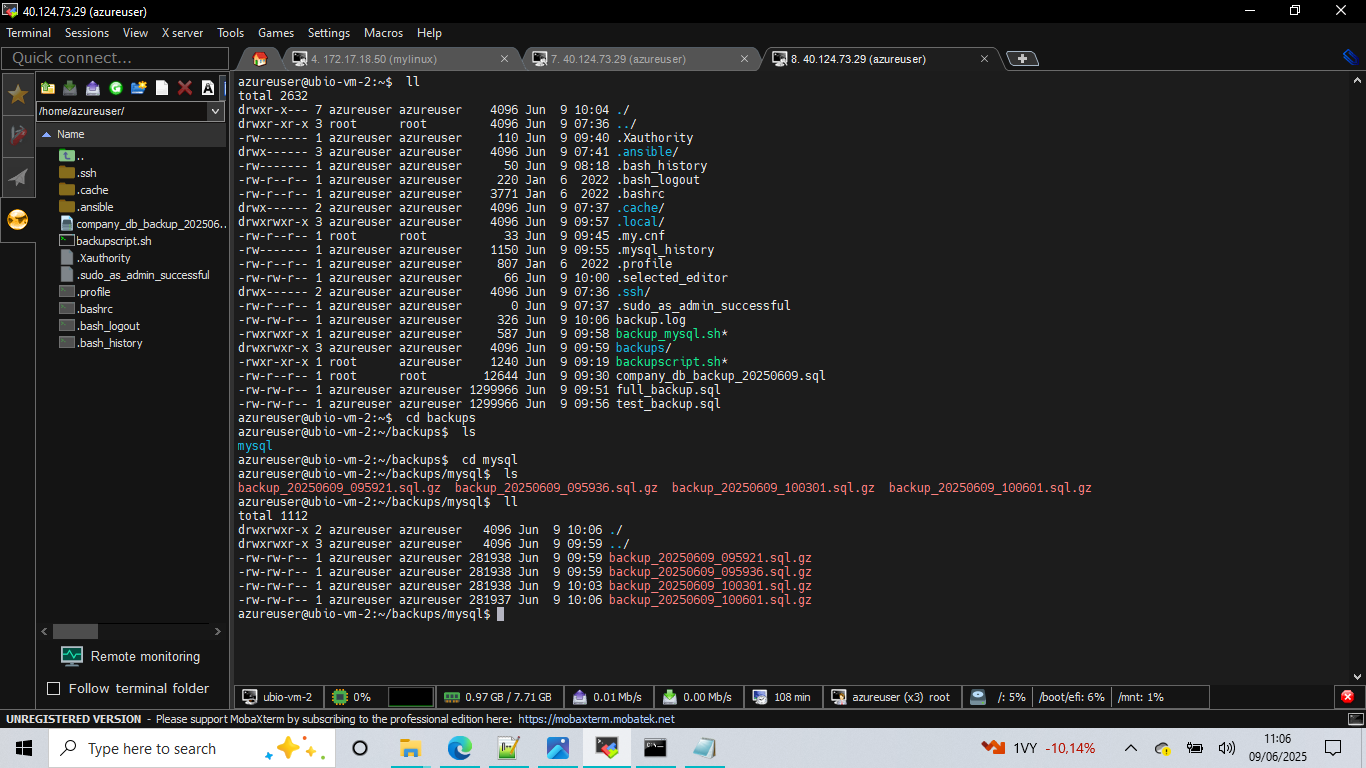 40.124.73.29 (azureuser)
Terminal Sessions View X server Tools Games Settings Macros Help
Quick connect...
4. 172.17.18.50 (mylinux)
7. 40.124.73.29 (azureuser)
8. 40.124.73.29 (azureuser)
/home/azureuser/
Name
..
.ssh
.cache
.ansible
company_db_backup_202506..
backupscript.sh
.Xauthority
.sudo_as_admin_successful
.profile
.bashrc
.bash_logout
.bash_history
Remote monitoring
Follow terminal folder
azureuser@ubio-vm-2:~$ ll
total 2632
drwxr-x--- 7 azureuser azureuser 4096 Jun 9 10:04 ./
drwxr-xr-x 3 root root 4096 Jun 9 07:36 ../
-rw------- 1 azureuser azureuser 110 Jun 9 09:40 .Xauthority
drwx------ 3 azureuser azureuser 4096 Jun 9 07:41 .ansible/
-rw------- 1 azureuser azureuser 50 Jun 9 08:18 .bash_history
-rw-r--r-- 1 azureuser azureuser 220 Jan 6 2022 .bash_logout
-rw-r--r-- 1 azureuser azureuser 3771 Jan 6 2022 .bashrc
drwx------ 2 azureuser azureuser 4096 Jun 9 07:37 .cache/
drwxrwxr-x 3 azureuser azureuser 4096 Jun 9 09:57 .local/
-rw-r--r-- 1 root root 33 Jun 9 09:45 .my.cnf
-rw------- 1 azureuser azureuser 1150 Jun 9 09:55 .mysql_history
-rw-r--r-- 1 azureuser azureuser 807 Jan 6 2022 .profile
-rw-rw-r-- 1 azureuser azureuser 66 Jun 9 10:00 .selected_editor
drwx------ 2 azureuser azureuser 4096 Jun 9 07:36 .ssh/
-rw-r--r-- 1 azureuser azureuser 0 Jun 9 07:37 .sudo_as_admin_successful
-rw-rw-r-- 1 azureuser azureuser 326 Jun 9 10:06 backup.log
-rwxrwxr-x 1 azureuser azureuser 587 Jun 9 09:58 backup_mysql.sh*
drwxrwxr-x 3 azureuser azureuser 4096 Jun 9 09:59 backups/
-rwxr-xr-x 1 root azureuser 1240 Jun 9 09:19 backupscript.sh*
-rw-r--r-- 1 root root 12644 Jun 9 09:30 company_db_backup_20250609.sql
-rw-rw-r-- 1 azureuser azureuser 1299966 Jun 9 09:51 full_backup.sql
-rw-rw-r-- 1 azureuser azureuser 1299966 Jun 9 09:56 test_backup.sql
azureuser@ubio-vm-2:~$ cd backups
azureuser@ubio-vm-2:~/backups$ ls
mysql
azureuser@ubio-vm-2:~/backups$ cd mysql
azureuser@ubio-vm-2:~/backups/mysql$ ls
backup_20250609_095921.sql.gz backup_20250609_095936.sql.gz backup_20250609_100301.sql.gz backup_20250609_100601.sql.gz
azureuser@ubio-vm-2:~/backups/mysql$ ll
total 1112
drwxrwxr-x 2 azureuser azureuser 4096 Jun 9 10:06 ./
drwxrwxr-x 3 azureuser azureuser 4096 Jun 9 09:59 ../
-rw-rw-r-- 1 azureuser azureuser 281938 Jun 9 09:59 backup_20250609_095921.sql.gz
-rw-rw-r-- 1 azureuser azureuser 281938 Jun 9 09:59 backup_20250609_095936.sql.gz
-rw-rw-r-- 1 azureuser azureuser 281938 Jun 9 10:03 backup_20250609_100301.sql.gz
-rw-rw-r-- 1 azureuser azureuser 281937 Jun 9 10:06 backup_20250609_100601.sql.gz
azureuser@ubio-vm-2:~/backups/mysql$
ubio-vm-2 0% 0.97 GB / 7.71 GB 0.01 Mb/s 0.00 Mb/s 108 min azureuser (x3) root /: 5% /boot/efi: 6% /mnt: 1%
UNREGISTERED VERSION - Please support MobaXterm by subscribing to the professional edition here: https://mobaxterm.mobatek.net
Type here to search
1VY -10,14%
11:06
09/06/2025